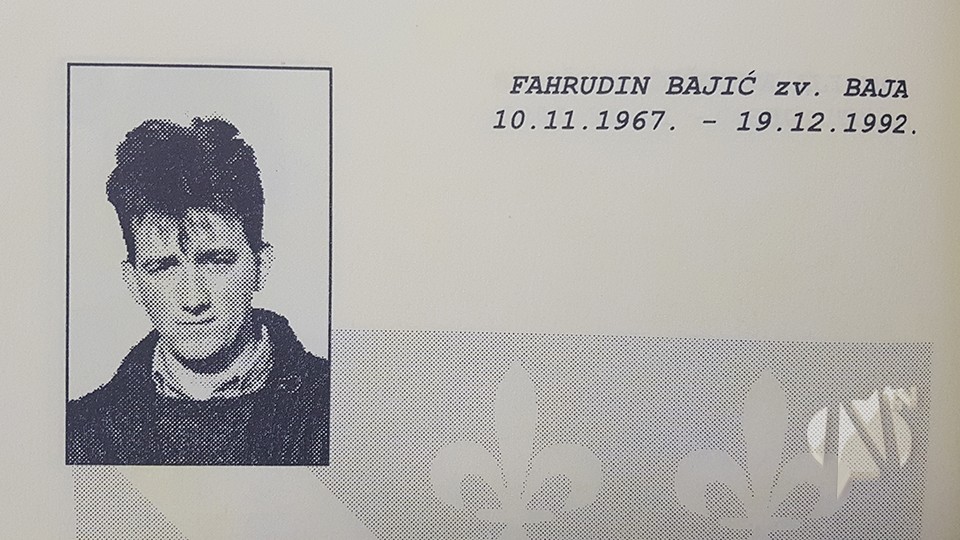 FAHRUDIN BAJIĆ zv. BAJA
10.11.1967. - 19.12.1992.